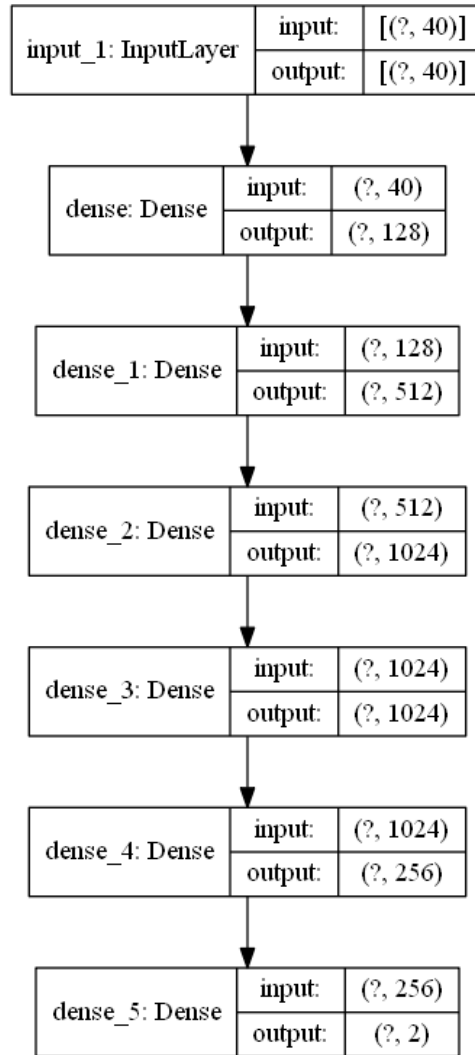 input_1: InputLayer
input: [(?, 40)]
output: [(?, 40)]
dense: Dense
input: (?, 40)
output: (?, 128)
dense_1: Dense
input: (?, 128)
output: (?, 512)
dense_2: Dense
input: (?, 512)
output: (?, 1024)
dense_3: Dense
input: (?, 1024)
output: (?, 1024)
dense_4: Dense
input: (?, 1024)
output: (?, 256)
dense_5: Dense
input: (?, 256)
output: (?, 2)